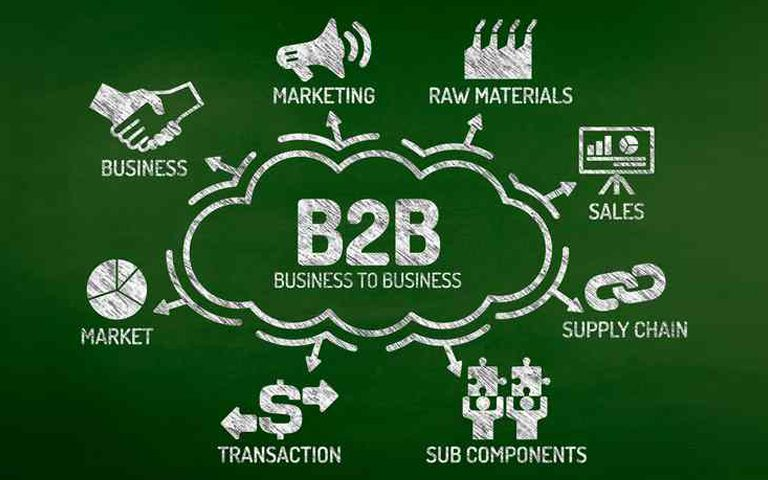 MARKETING
RAW MATERIALS
BUSINESS
SALES
B2B
BUSINESS TO BUSINESS
MARKET
SUPPLY CHAIN
TRANSACTION
SUB COMPONENTS